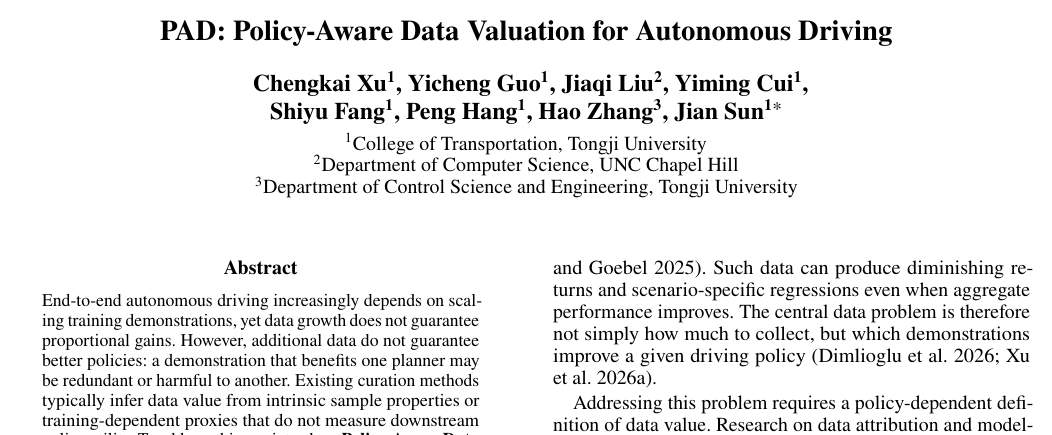 PAD: Policy-Aware Data Valuation for Autonomous Driving
Chengkai Xu¹, Yicheng Guo¹, Jiaqi Liu², Yiming Cui¹,
Shiyu Fang¹, Peng Hang¹, Hao Zhang³, Jian Sun¹*
¹College of Transportation, Tongji University
²Department of Computer Science, UNC Chapel Hill
³Department of Control Science and Engineering, Tongji University
Abstract
End-to-end autonomous driving increasingly depends on scal-
ing training demonstrations, yet data growth does not guarantee
proportional gains. However, additional data do not guarantee
better policies: a demonstration that benefits one planner may
be redundant or harmful to another. Existing curation methods
typically infer data value from intrinsic sample properties or
training-dependent proxies that do not measure downstream
and Goebel 2025). Such data can produce diminishing re-
turns and scenario-specific regressions even when aggregate
performance improves. The central data problem is therefore
not simply how much to collect, but which demonstrations
improve a given driving policy (Dimlioglu et al. 2026; Xu
et al. 2026a).
Addressing this problem requires a policy-dependent defi-
nition of data value. Research on data attribution and model-